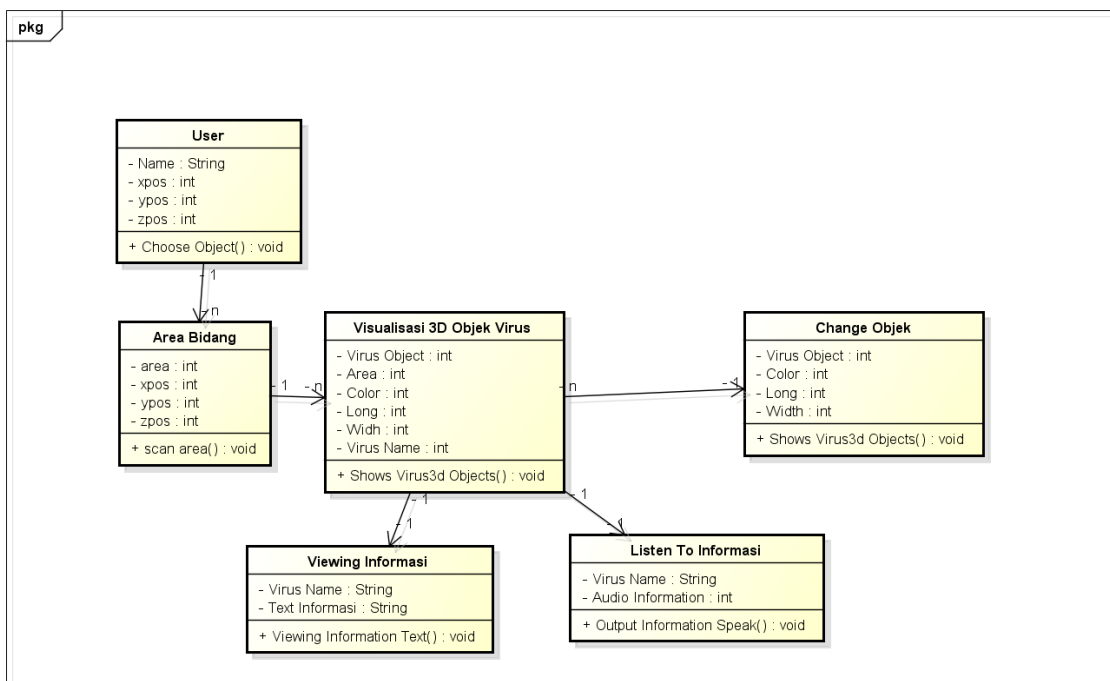 pkg
User
- Name : String
- xpos : int
- ypos : int
- zpos : int
+ Choose Object() : void
- 1
- n
Area Bidang
- area : int
- xpos : int
- ypos : int
- zpos : int
+ scan area() : void
- 1
- n
Visualisasi 3D Objek Virus
- Virus Object : int
- Area : int
- Color : int
- Long : int
- Widh : int
- Virus Name : int
+ Shows Virus3d Objects() : void
- n
- 1
Change Objek
- Virus Object : int
- Color : int
- Long : int
- Width : int
+ Shows Virus3d Objects() : void
- 1
- 1
- 1
- 1
Viewing Informasi
- Virus Name : String
- Text Informasi : String
+ Viewing Information Text() : void
Listen To Informasi
- Virus Name : String
- Audio Information : int
+ Output Information Speak() : void